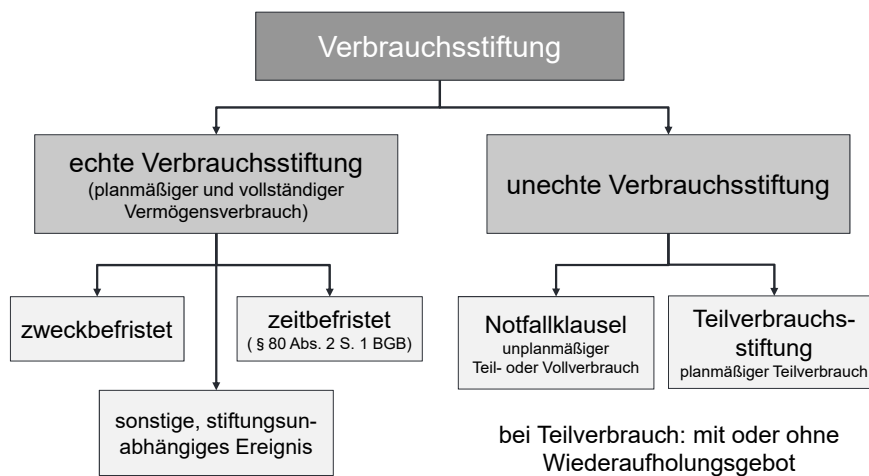 Verbrauchsstiftung
echte Verbrauchsstiftung
(planmäßiger und vollständiger
Vermögensverbrauch)
unechte Verbrauchsstiftung
zweckbefristet
zeitbefristet
( § 80 Abs. 2 S. 1 BGB)
Notfallklausel
unplanmäßiger
Teil- oder Vollverbrauch
Teilverbrauchs-
stiftung
planmäßiger Teilverbrauch
sonstige, stiftungsun-
abhängiges Ereignis
bei Teilverbrauch: mit oder ohne
Wiederaufholungsgebot